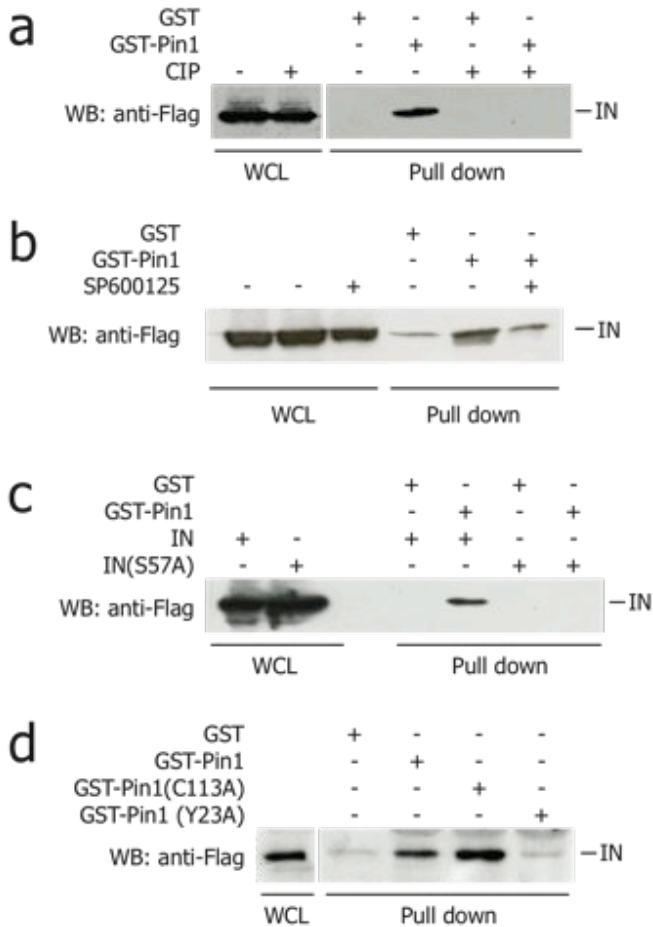 a
GST + - + -
GST-Pin1 - + - +
CIP - + - - + +
WB: anti-Flag —IN
WCL Pull down
b
GST + - -
GST-Pin1 - + +
SP600125 - - + - - +
WB: anti-Flag —IN
WCL Pull down
c
GST + - + -
GST-Pin1 - + - +
IN + - + + - -
IN(S57A) - + - - + +
WB: anti-Flag —IN
WCL Pull down
d
GST + - - -
GST-Pin1 - + - -
GST-Pin1(C113A) - - + -
GST-Pin1 (Y23A) - - - +
WB: anti-Flag —IN
WCL Pull down